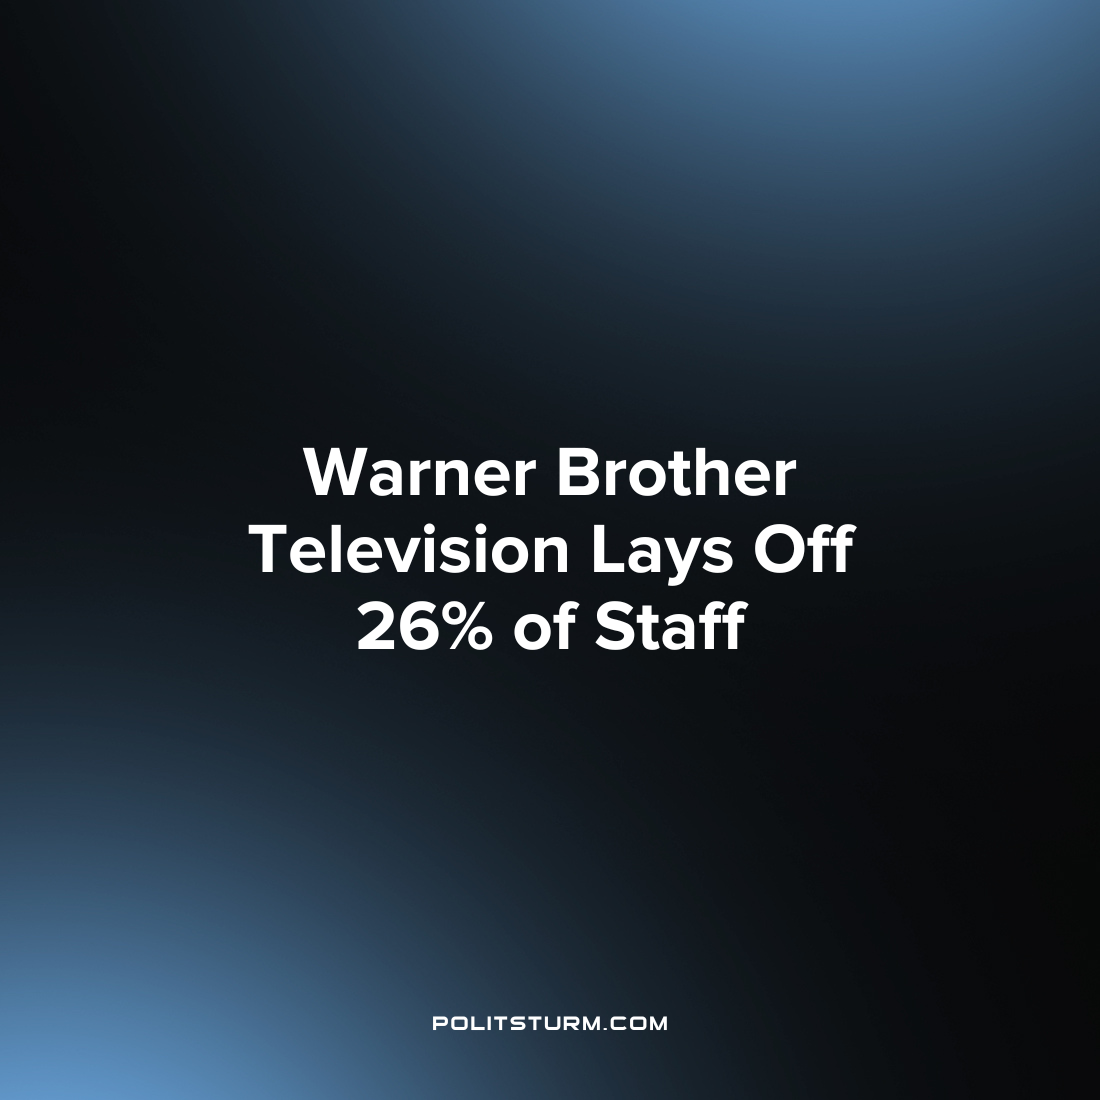 Warner Brother
Television Lays Off
26% of Staff
POLITSTURM.COM